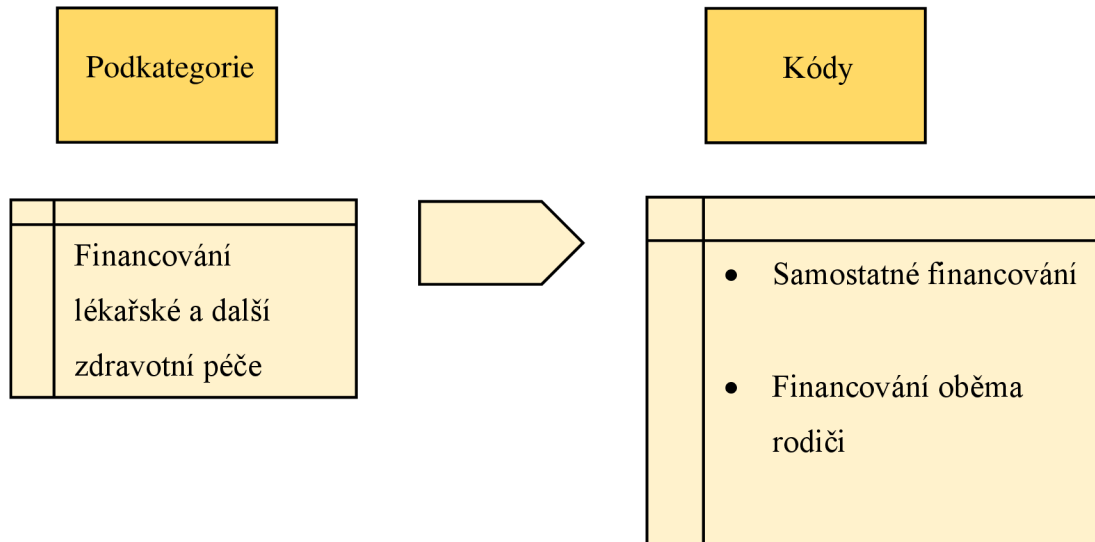 Podkategorie
Kódy
Financování
lékařské a další
zdravotní péče
• Samostatné financování
• Financování oběma
rodiči